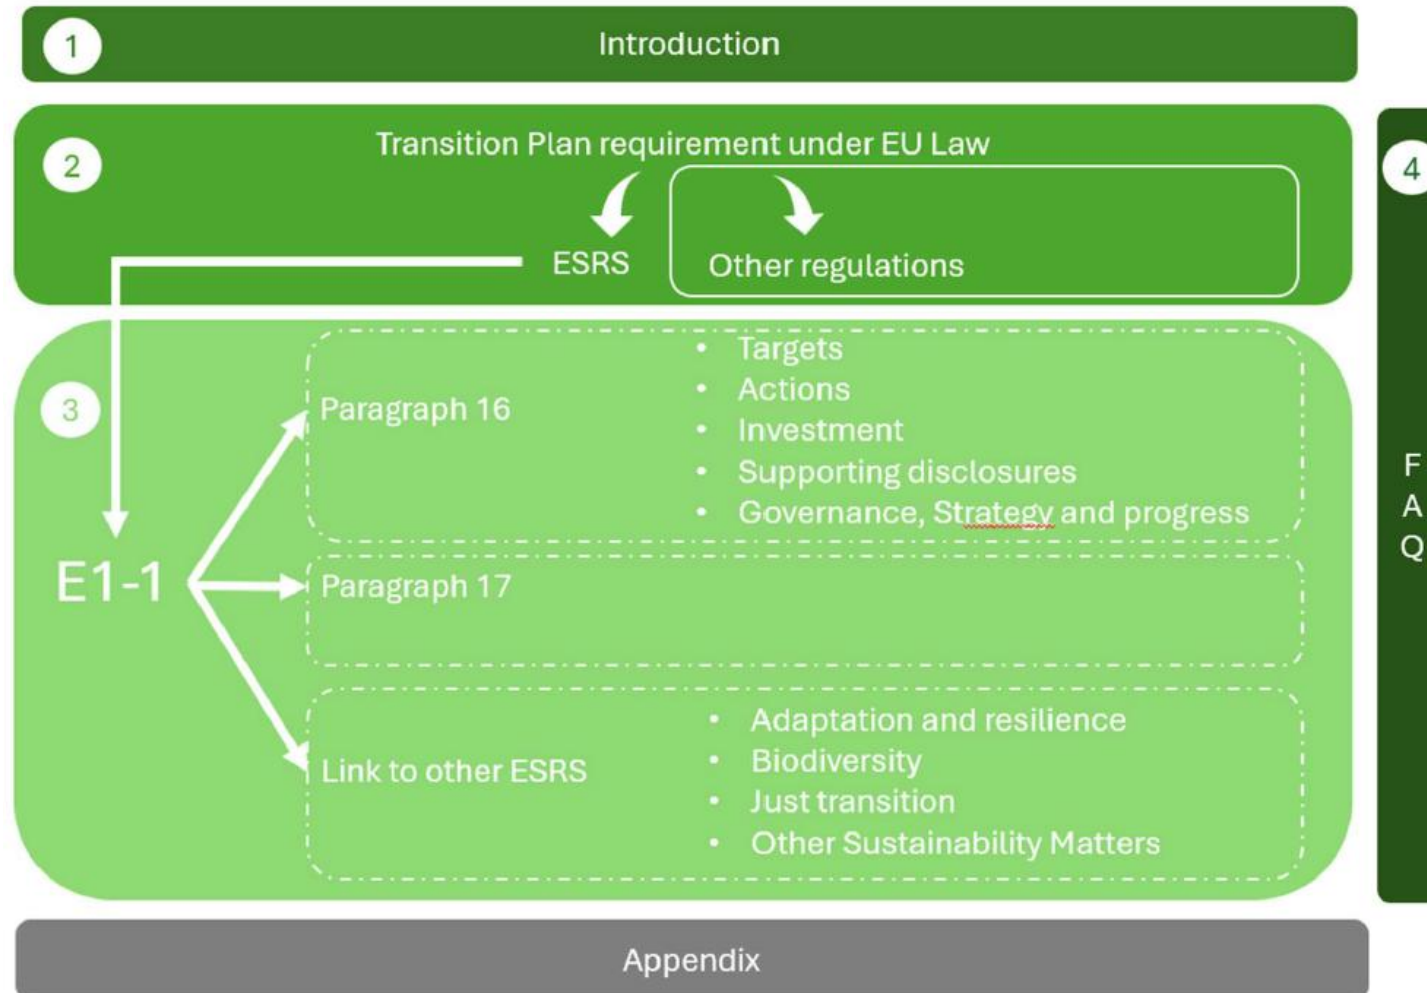 1
Introduction
2
Transition Plan requirement under EU Law
ESRS
Other regulations
3
E1-1
Paragraph 16
• Targets
• Actions
• Investment
• Supporting disclosures
• Governance, Strategy and progress
Paragraph 17
Link to other ESRS
• Adaptation and resilience
• Biodiversity
• Just transition
• Other Sustainability Matters
4
F
A
Q
Appendix